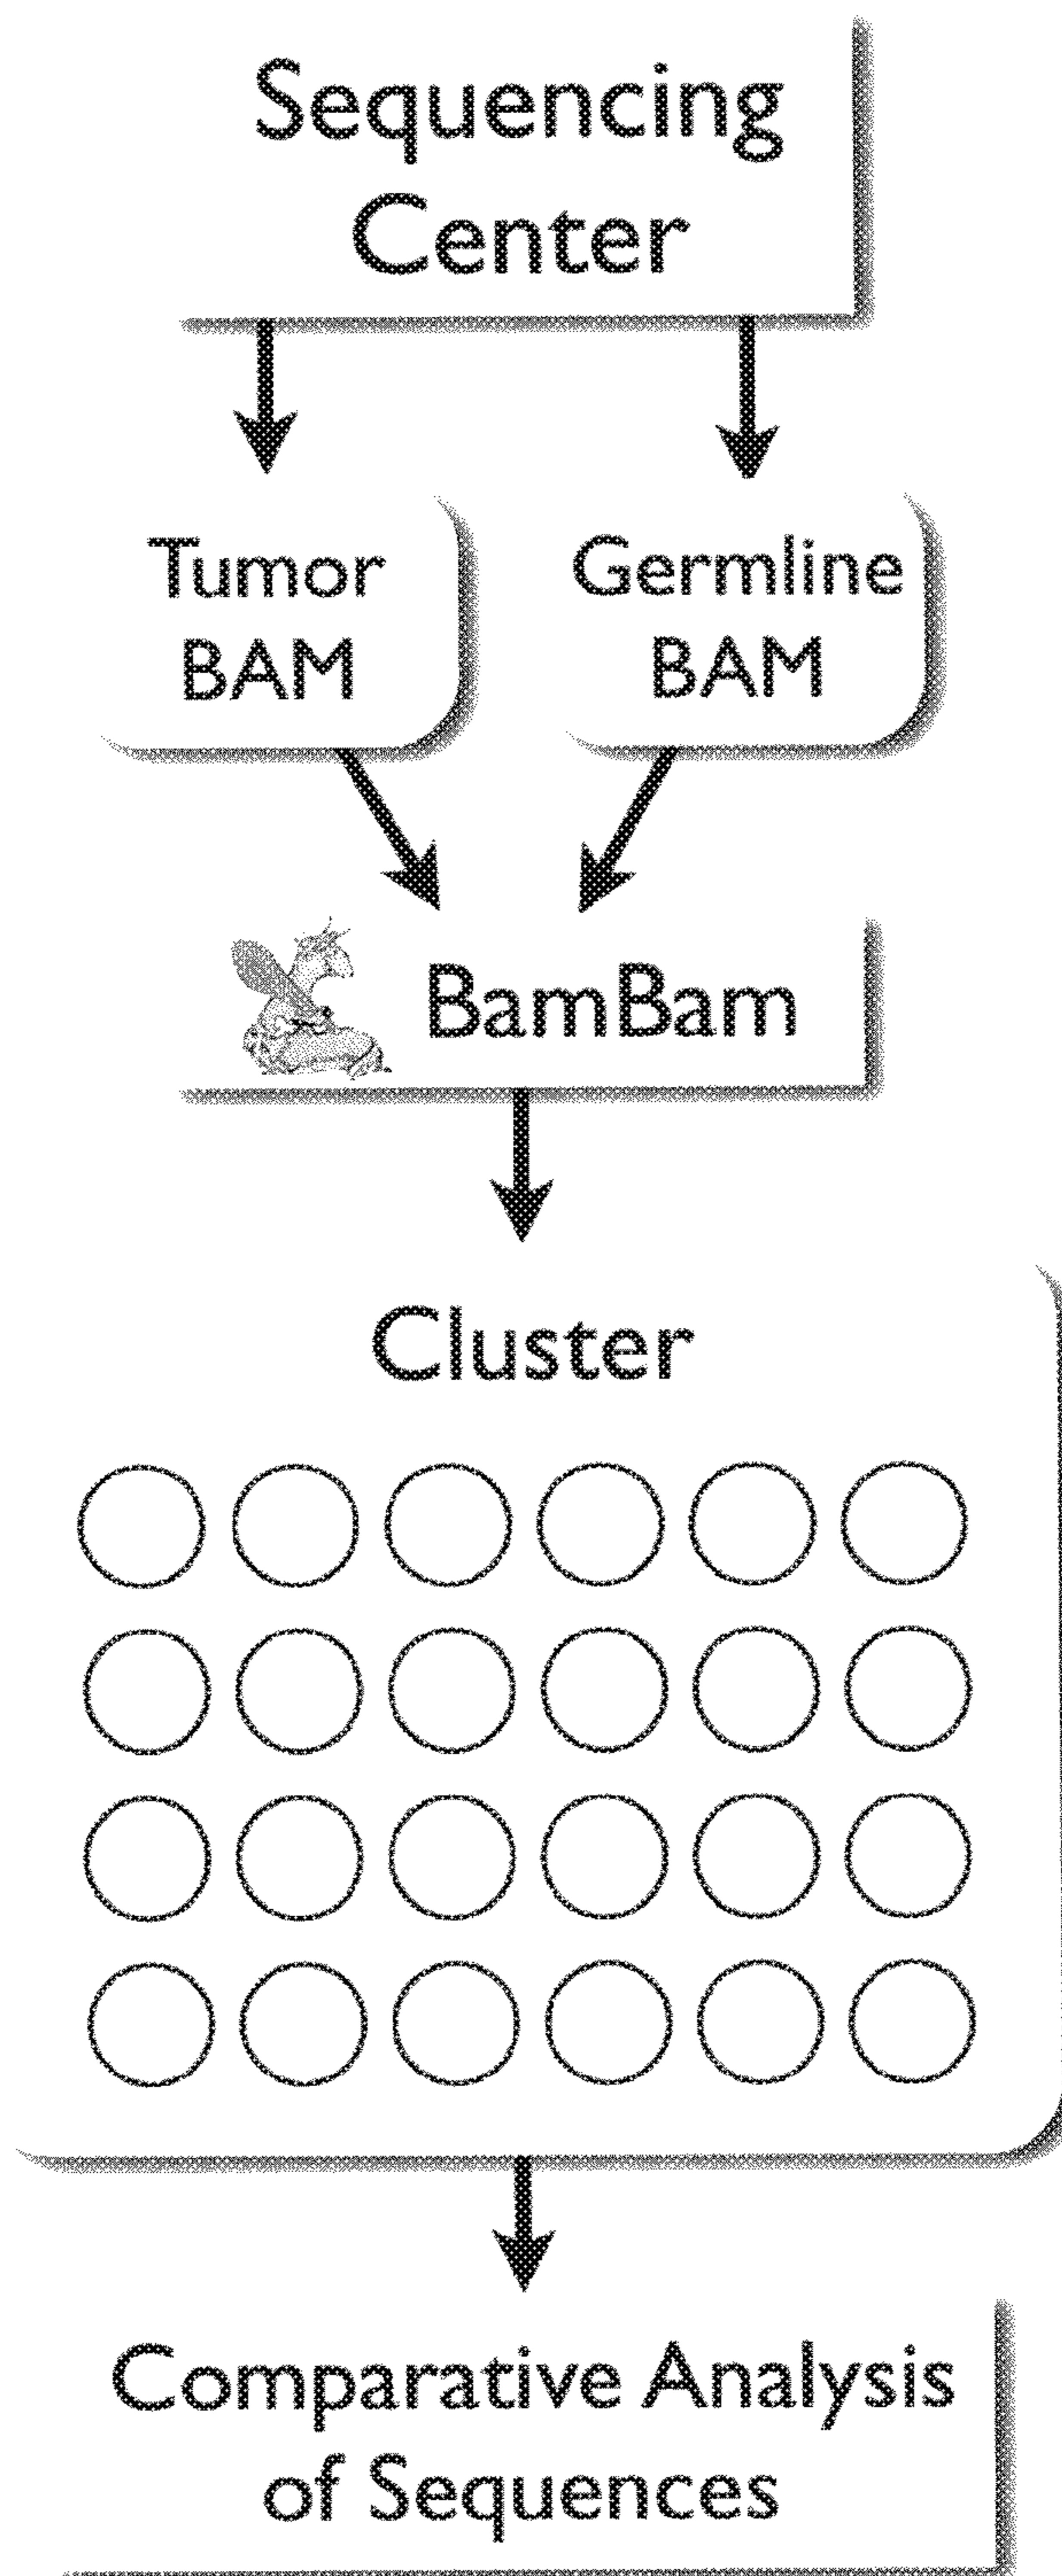 Sequencing
Center
Tumor
BAM
Germline
BAM
BamBam
Cluster
Comparative Analysis
of Sequences